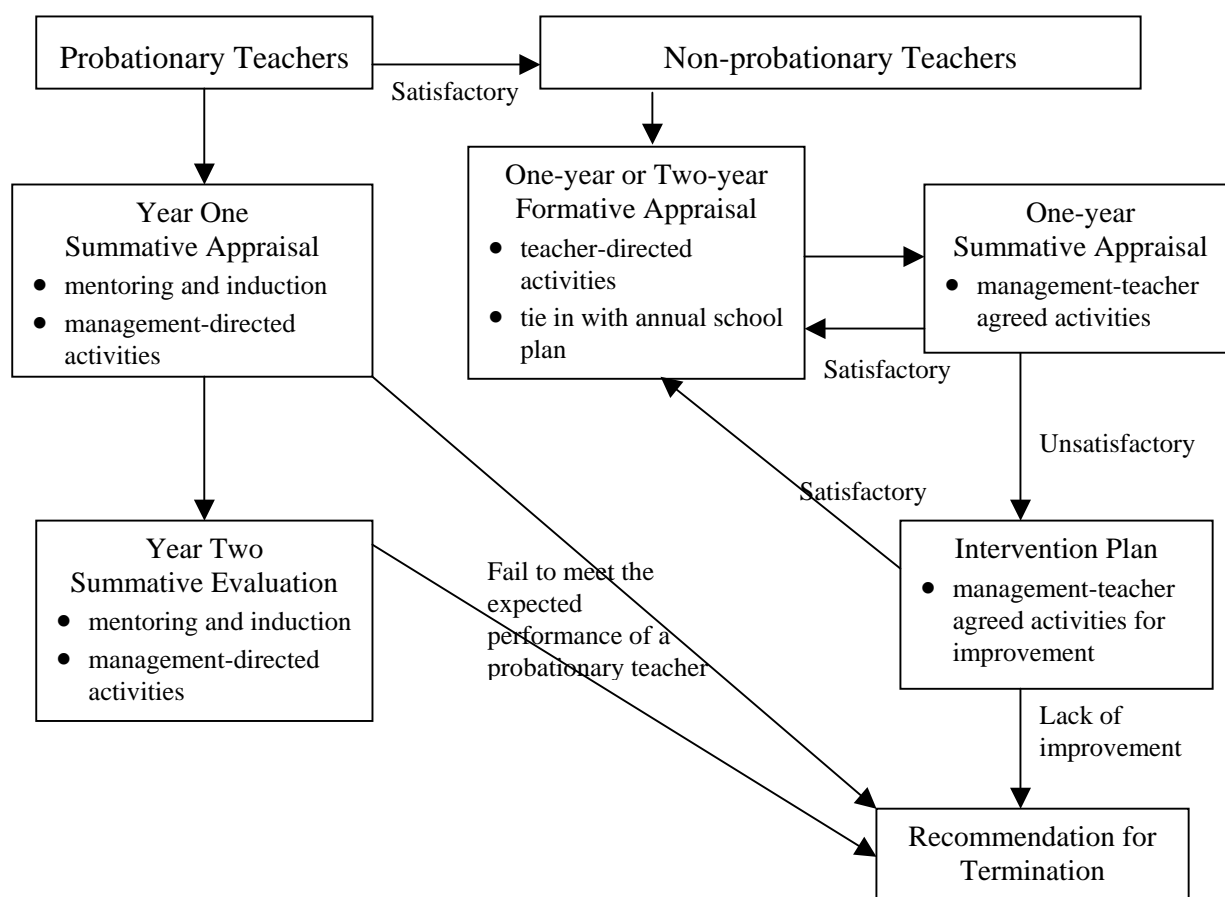 Probationary Teachers
Satisfactory
Non-probationary Teachers
Year One
Summative Appraisal
• mentoring and induction
• management-directed
activities
One-year or Two-year
Formative Appraisal
• teacher-directed
activities
• tie in with annual school
plan
One-year
Summative Appraisal
• management-teacher
agreed activities
Satisfactory
Unsatisfactory
Satisfactory
Year Two
Summative Evaluation
• mentoring and induction
• management-directed
activities
Fail to meet the
expected
performance of a
probationary teacher
Intervention Plan
• management-teacher
agreed activities for
improvement
Lack of
improvement
Recommendation for
Termination